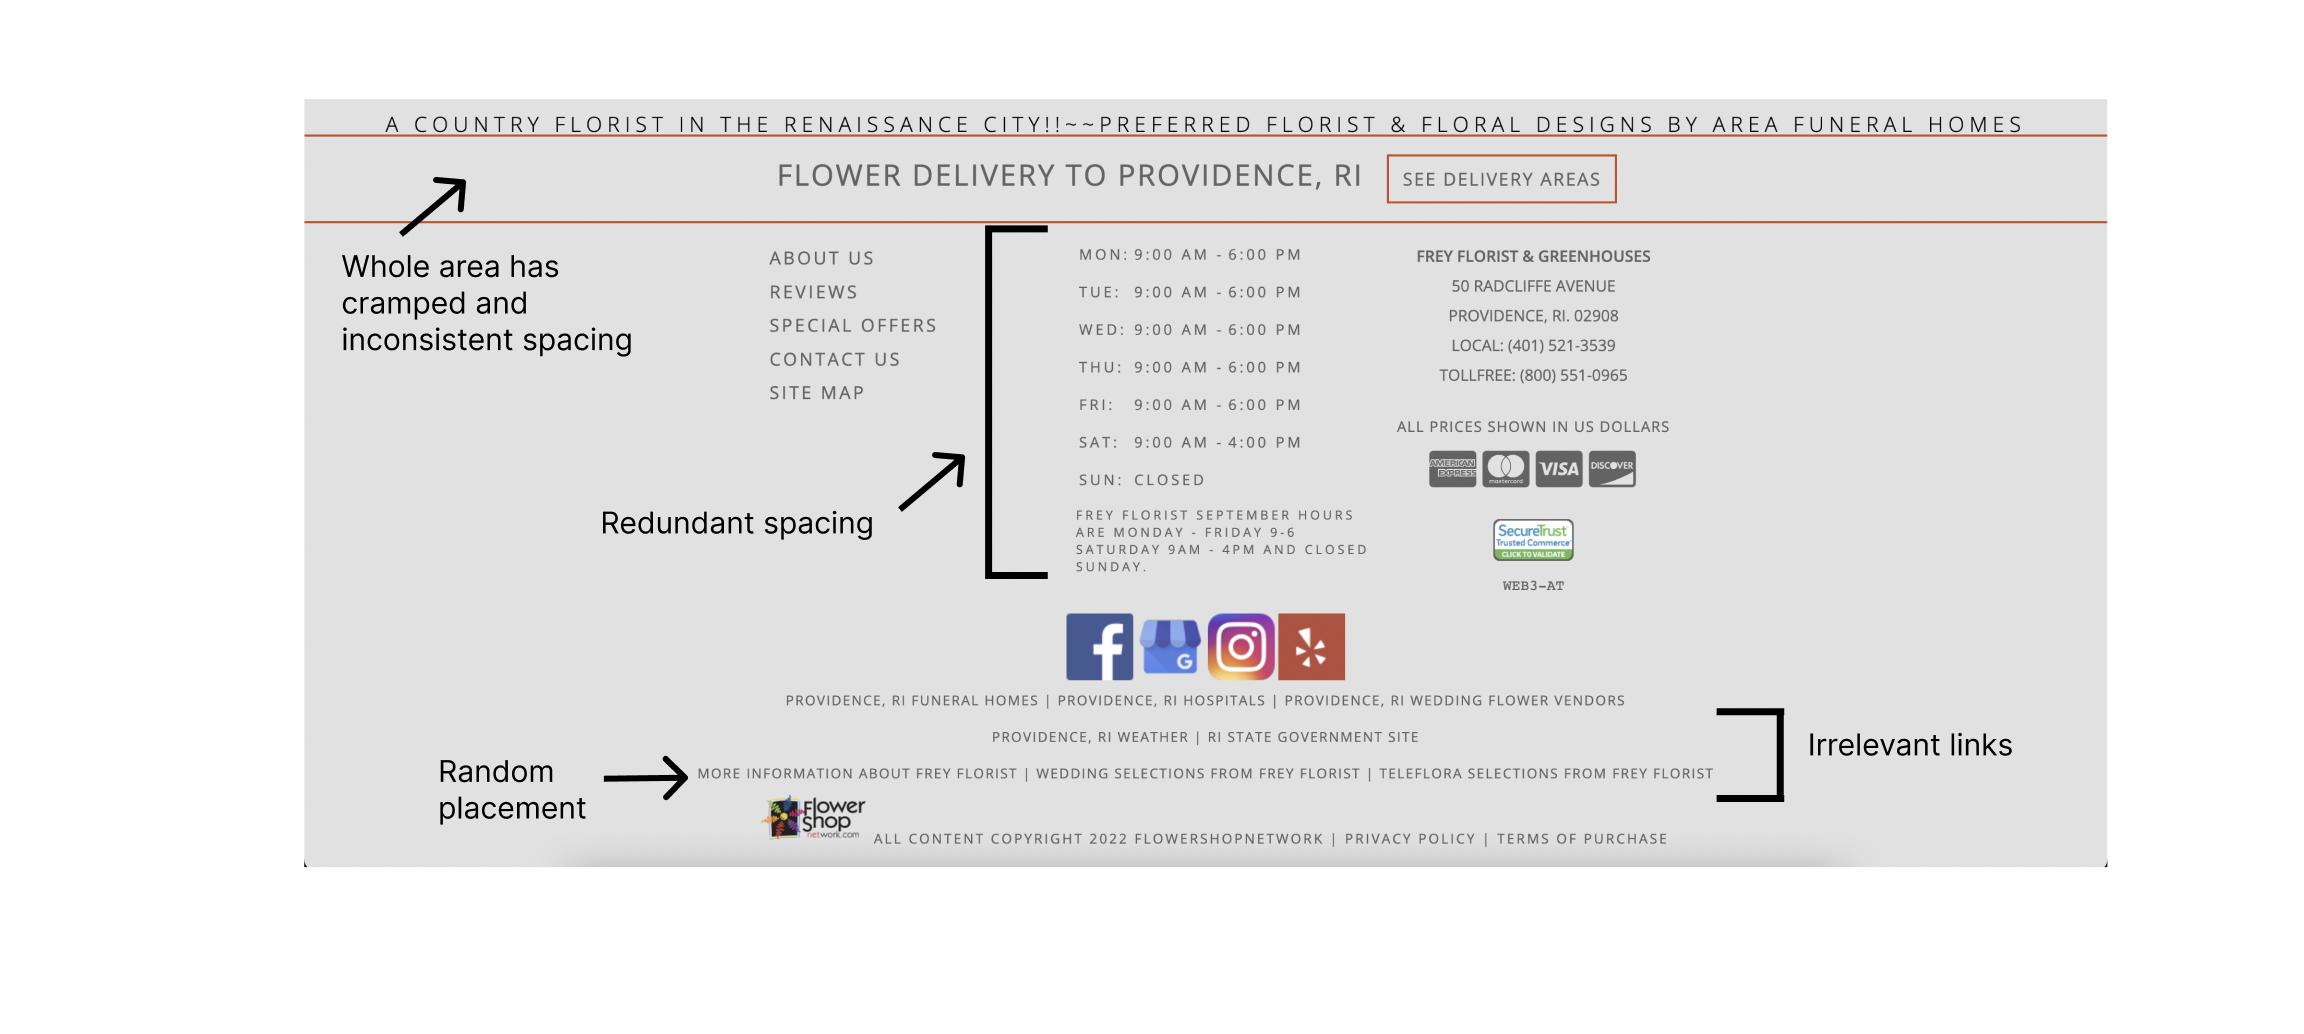 A COUNTRY FLORIST IN THE RENAISSANCE CITY!!~~PREFERRED FLORIST & FLORAL DESIGNS BY AREA FUNERAL HOMES
FLOWER DELIVERY TO PROVIDENCE, RI
SEE DELIVERY AREAS
Whole area has
cramped and
inconsistent spacing
ABOUT US
REVIEWS
SPECIAL OFFERS
CONTACT US
SITE MAP
Redundant spacing
MON: 9:00 AM - 6:00 PM
TUE: 9:00 AM - 6:00 PM
WED: 9:00 AM - 6:00 PM
THU: 9:00 AM - 6:00 PM
FRI: 9:00 AM - 6:00 PM
SAT: 9:00 AM - 4:00 PM
SUN: CLOSED
FREY FLORIST SEPTEMBER HOURS
ARE MONDAY - FRIDAY 9-6
SATURDAY 9AM - 4PM AND CLOSED
SUNDAY.
FREY FLORIST & GREENHOUSES
50 RADCLIFFE AVENUE
PROVIDENCE, RI. 02908
LOCAL: (401) 521-3539
TOLLFREE: (800) 551-0965
ALL PRICES SHOWN IN US DOLLARS
AMERICAN
EXPRESS
mastercard
VISA
DISCOVER
SecureTrust
Trusted Commerce
CLICK TO VALIDATE
WEB3-AT
f
G
PROVIDENCE, RI FUNERAL HOMES | PROVIDENCE, RI HOSPITALS | PROVIDENCE, RI WEDDING FLOWER VENDORS
PROVIDENCE, RI WEATHER | RI STATE GOVERNMENT SITE
Irrelevant links
Random
placement
MORE INFORMATION ABOUT FREY FLORIST | WEDDING SELECTIONS FROM FREY FLORIST | TELEFLORA SELECTIONS FROM FREY FLORIST
Flower
shop
network.com
ALL CONTENT COPYRIGHT 2022 FLOWERSHOPNETWORK | PRIVACY POLICY | TERMS OF PURCHASE